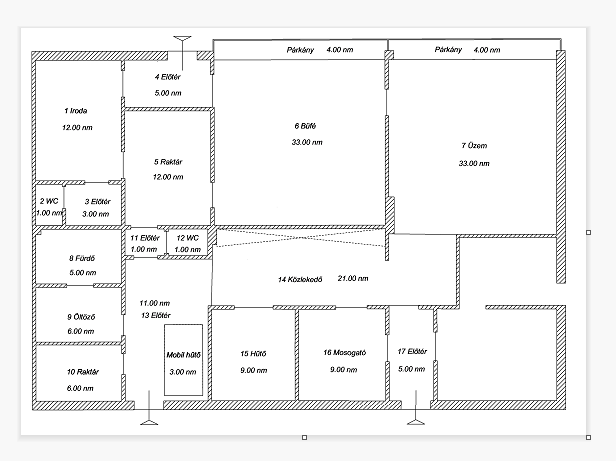 Párkány 4.00 nm
Párkány 4.00 nm
4 Előtér
5.00 nm
1 Iroda
12.00 nm
6 Büfé
33.00 nm
7 Üzem
33.00 nm
5 Raktár
12.00 nm
2 WC
1.00 nm
3 Előtér
3.00 nm
11 Előtér
1.00 nm
12 WC
1.00 nm
8 Fürdő
5.00 nm
14 Közlekedő 21.00 nm
11.00 nm
13 Előtér
9 Öltöző
6.00 nm
Mobil hűtő
3.00 nm
15 Hűtő
9.00 nm
16 Mosogató
9.00 nm
17 Előtér
5.00 nm
10 Raktár
6.00 nm